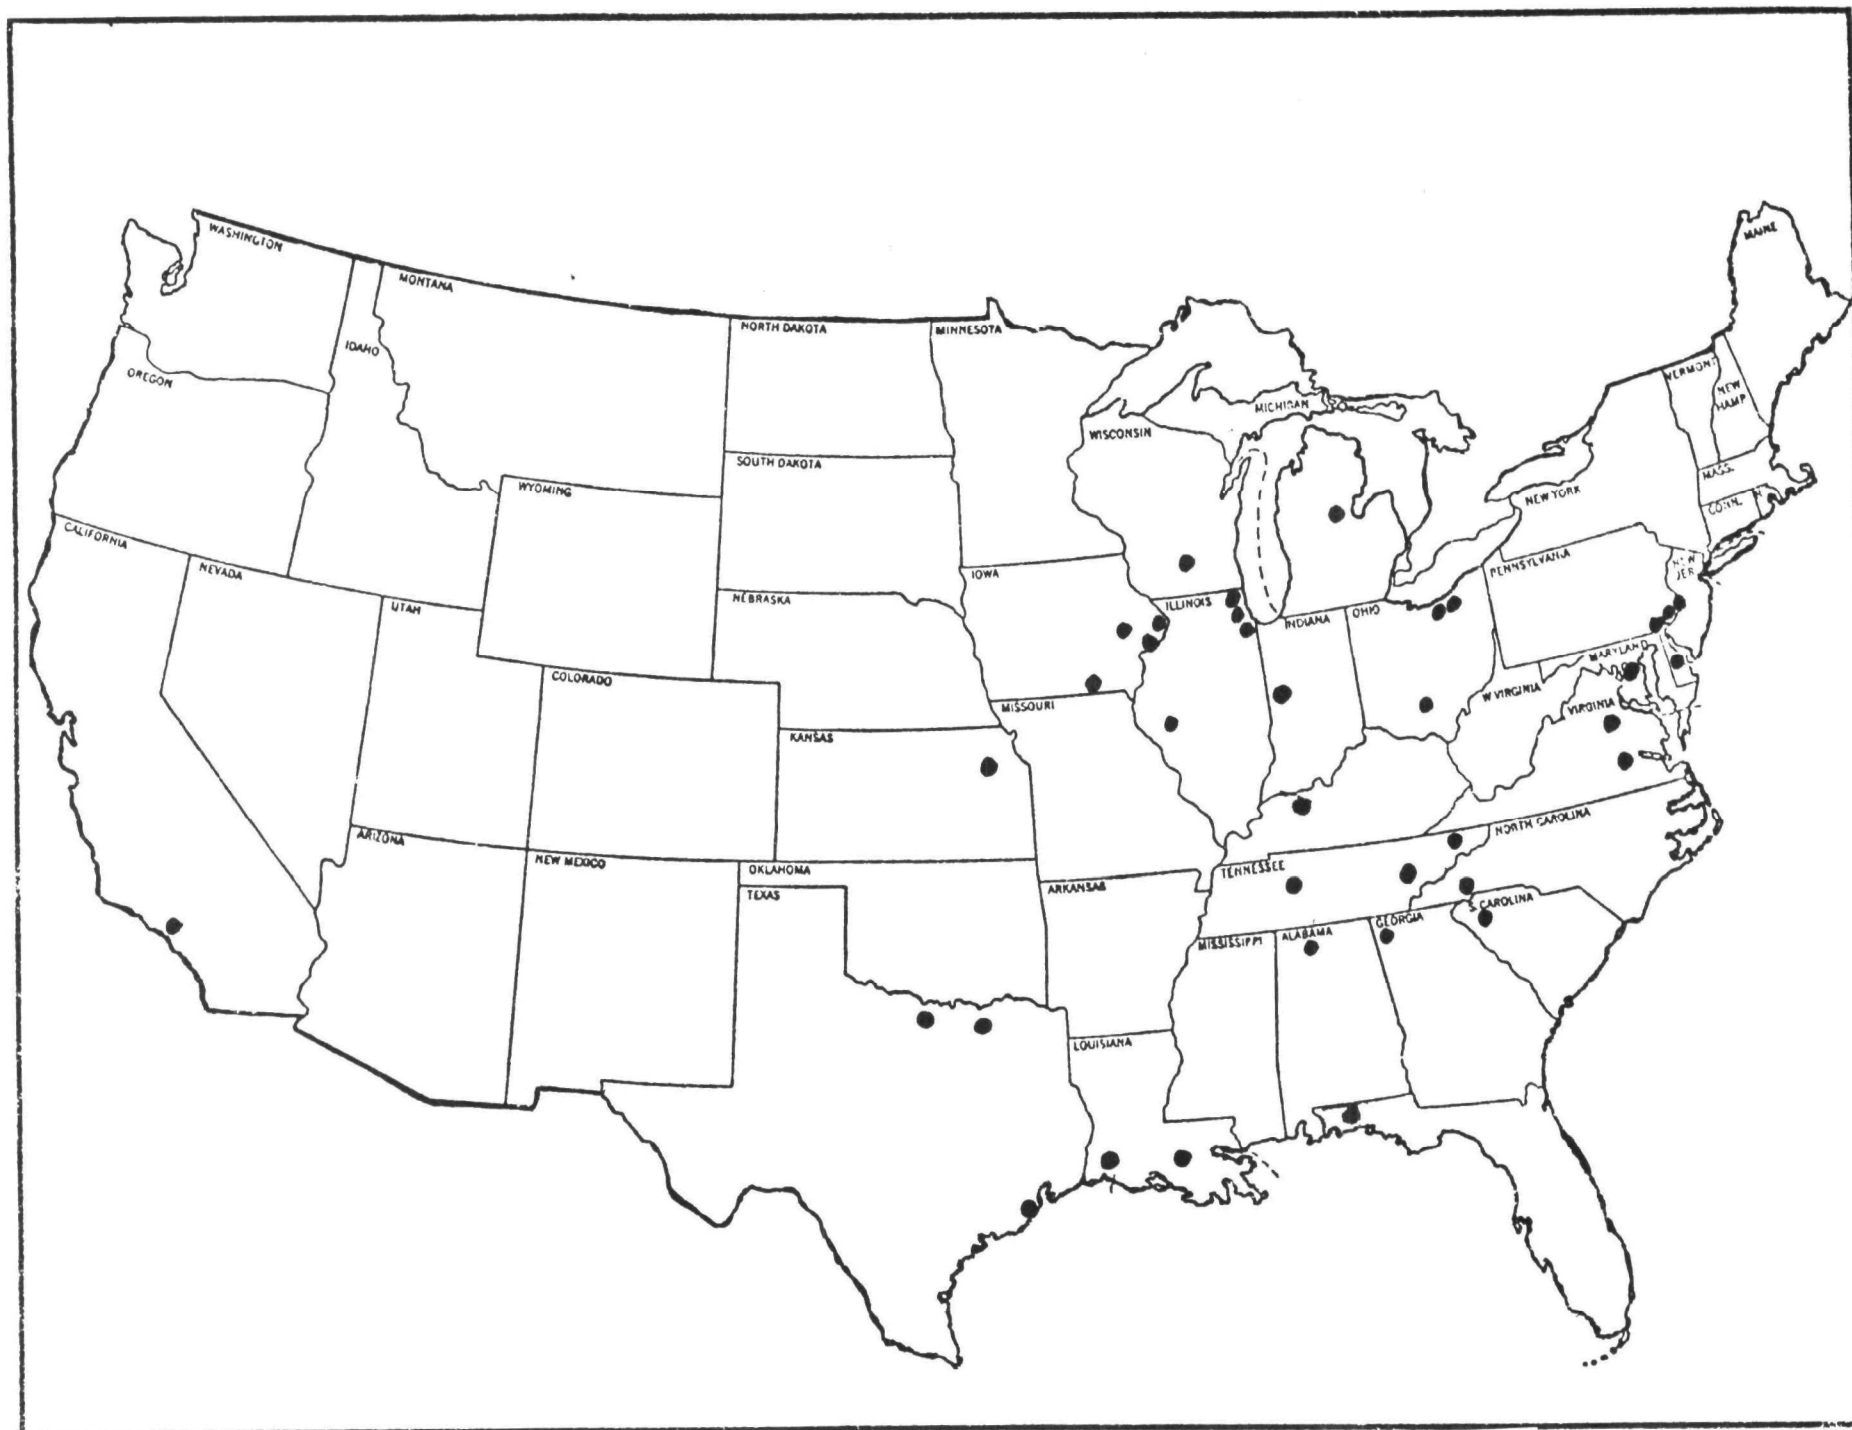 WASHINGTON
MAINE
MONTANA
NORTH DAKOTA
MINNESOTA
IDAHO
OREGON
VERMONT
NEW
HAMP
MICHIGAN
WISCONSIN
SOUTH DAKOTA
MASS.
WYOMING
NEW YORK
CONN.
CALIFORNIA
NEVADA
IOWA
PENNSYLVANIA
NEW
JER
UTAH
NEBRASKA
ILLINOIS
INDIANA
OHIO
MARYLAND
COLORADO
W VIRGINIA
VIRGINIA
MISSOURI
KANSAS
ARIZONA
NEW MEXICO
OKLAHOMA
TENNESSEE
NORTH CAROLINA
TEXAS
ARKANSAS
S. CAROLINA
MISSISSIPPI
ALABAMA
GEORGIA
LOUISIANA